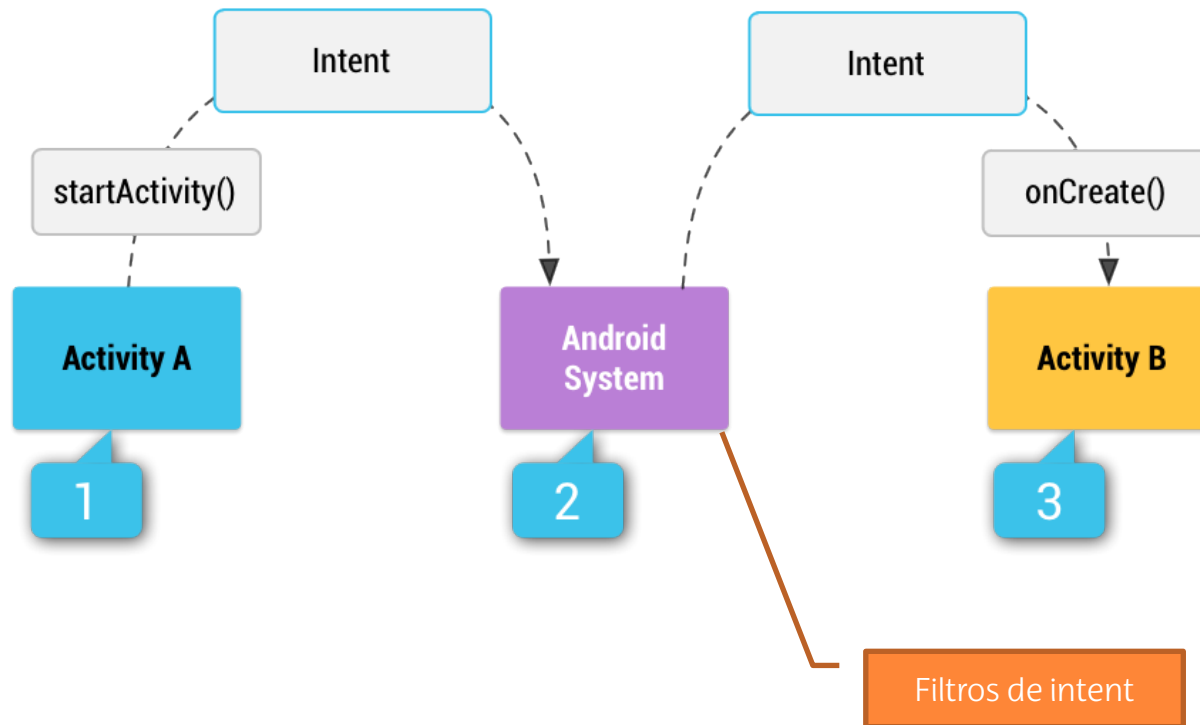 Intent
Intent
startActivity()
onCreate()
Activity A
Android
System
Activity B
1
2
3
Filtros de intent